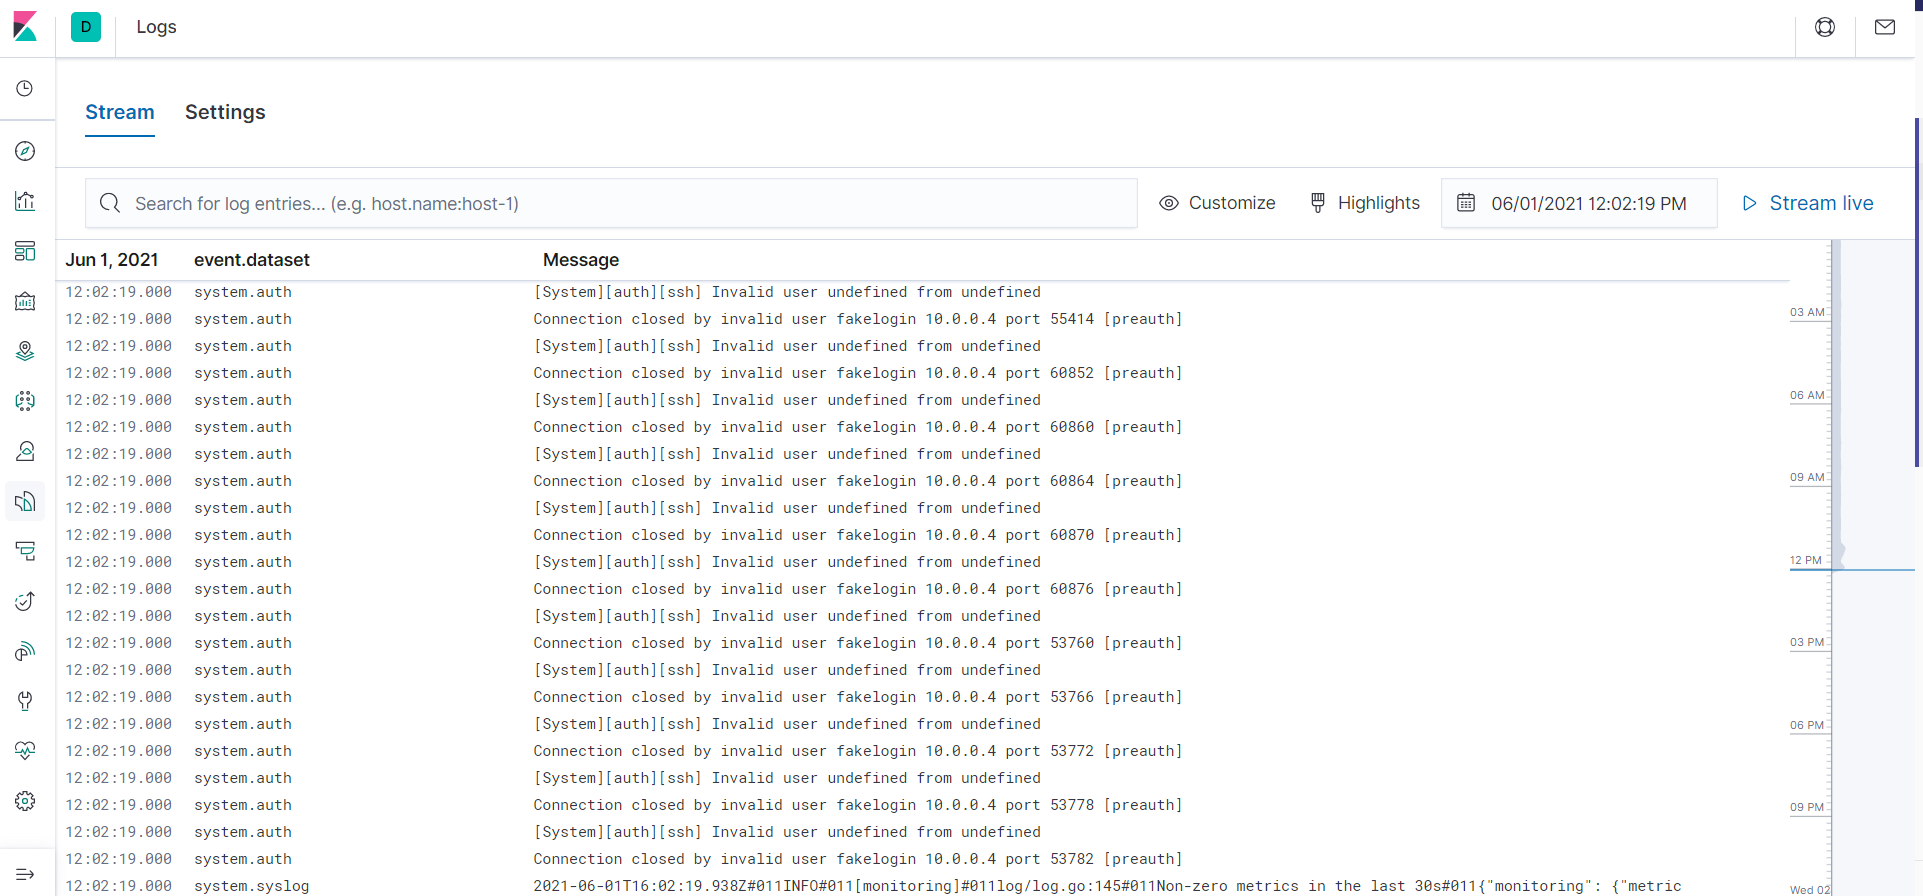 D Logs
Stream Settings
Search for log entries... (e.g. host.name:host-1) Customize Highlights 06/01/2021 12:02:19 PM Stream live
Jun 1, 2021 event.dataset Message
12:02:19.000 system.auth [System][auth][ssh] Invalid user undefined from undefined
12:02:19.000 system.auth Connection closed by invalid user fakelogin 10.0.0.4 port 55414 [preauth]
12:02:19.000 system.auth [System][auth][ssh] Invalid user undefined from undefined
12:02:19.000 system.auth Connection closed by invalid user fakelogin 10.0.0.4 port 60852 [preauth]
12:02:19.000 system.auth [System][auth][ssh] Invalid user undefined from undefined
12:02:19.000 system.auth Connection closed by invalid user fakelogin 10.0.0.4 port 60860 [preauth]
12:02:19.000 system.auth [System][auth][ssh] Invalid user undefined from undefined
12:02:19.000 system.auth Connection closed by invalid user fakelogin 10.0.0.4 port 60864 [preauth]
12:02:19.000 system.auth [System][auth][ssh] Invalid user undefined from undefined
12:02:19.000 system.auth Connection closed by invalid user fakelogin 10.0.0.4 port 60870 [preauth]
12:02:19.000 system.auth [System][auth][ssh] Invalid user undefined from undefined
12:02:19.000 system.auth Connection closed by invalid user fakelogin 10.0.0.4 port 60876 [preauth]
12:02:19.000 system.auth [System][auth][ssh] Invalid user undefined from undefined
12:02:19.000 system.auth Connection closed by invalid user fakelogin 10.0.0.4 port 53760 [preauth]
12:02:19.000 system.auth [System][auth][ssh] Invalid user undefined from undefined
12:02:19.000 system.auth Connection closed by invalid user fakelogin 10.0.0.4 port 53766 [preauth]
12:02:19.000 system.auth [System][auth][ssh] Invalid user undefined from undefined
12:02:19.000 system.auth Connection closed by invalid user fakelogin 10.0.0.4 port 53772 [preauth]
12:02:19.000 system.auth [System][auth][ssh] Invalid user undefined from undefined
12:02:19.000 system.auth Connection closed by invalid user fakelogin 10.0.0.4 port 53778 [preauth]
12:02:19.000 system.auth [System][auth][ssh] Invalid user undefined from undefined
12:02:19.000 system.auth Connection closed by invalid user fakelogin 10.0.0.4 port 53782 [preauth]
12:02:19.000 system.syslog 2021-06-01T16:02:19.938Z#011INFO#011[monitoring]#011log/log.go:145#011Non-zero metrics in the last 30s#011{"monitoring": {"metric
03 AM
06 AM
09 AM
12 PM
03 PM
06 PM
09 PM
Wed 02